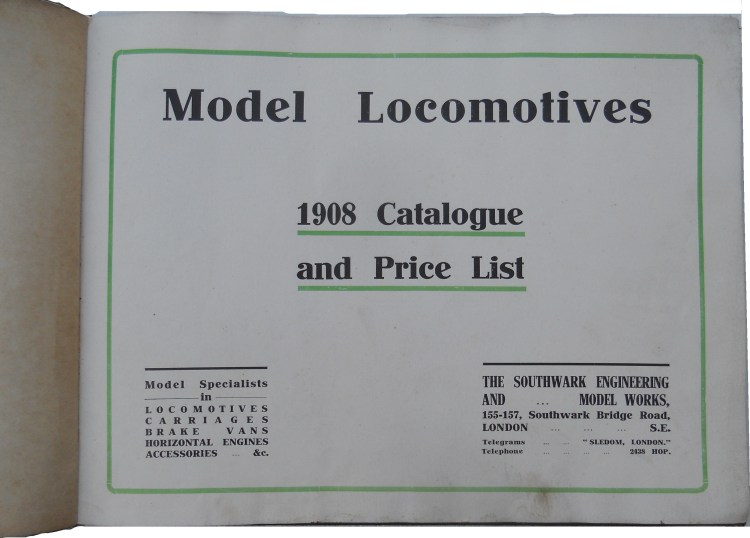 Model Locomotives
1908 Catalogue
and Price List
Model Specialists
in
LOCOMOTIVES
CARRIAGES
BRAKE VANS
HORIZONTAL ENGINES
ACCESSORIES ... &c.
THE SOUTHWARK ENGINEERING
AND ... MODEL WORKS,
155-157, Southwark Bridge Road,
LONDON ... ... ... S.E.
Telegrams ... ... "SLEDOM, LONDON."
Telephone ... ... ... ... 2438 HOP.